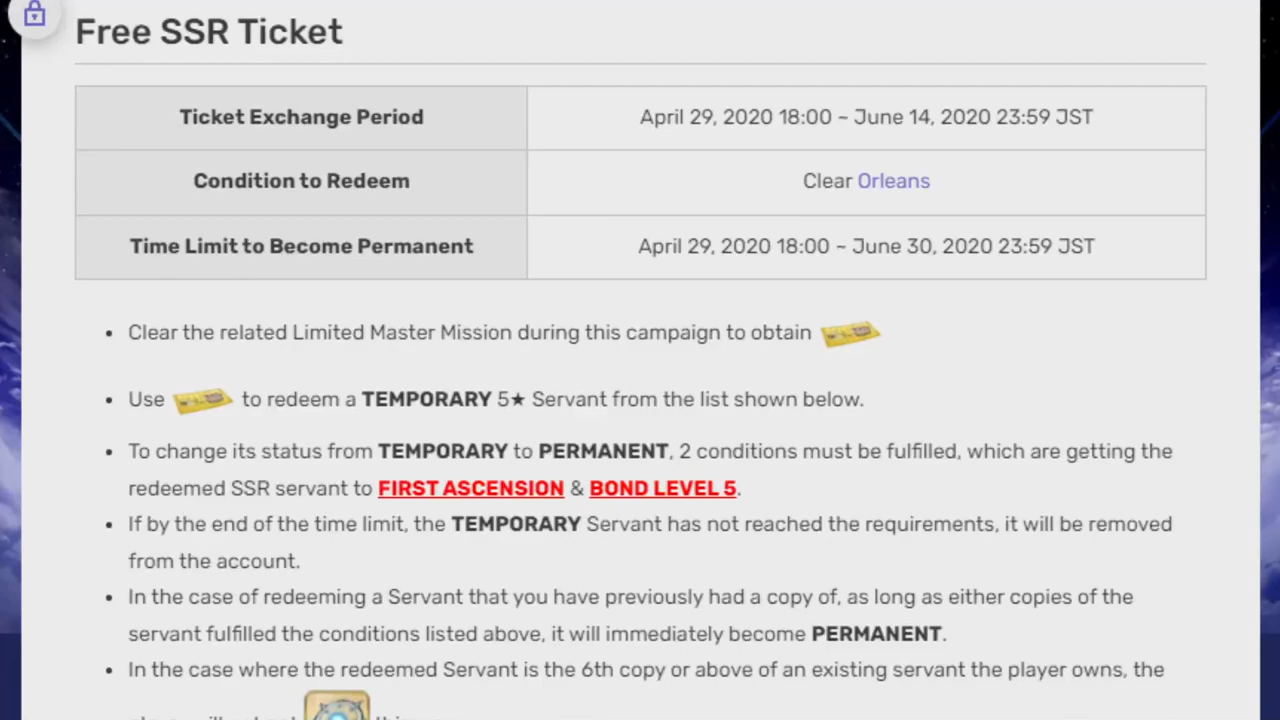 Free SSR Ticket
Ticket Exchange Period April 29, 2020 18:00 ~ June 14, 2020 23:59 JST
Condition to Redeem Clear Orleans
Time Limit to Become Permanent April 29, 2020 18:00 ~ June 30, 2020 23:59 JST
• Clear the related Limited Master Mission during this campaign to obtain
• Use to redeem a TEMPORARY 5★ Servant from the list shown below.
• To change its status from TEMPORARY to PERMANENT, 2 conditions must be fulfilled, which are getting the
redeemed SSR servant to FIRST ASCENSION & BOND LEVEL 5.
• If by the end of the time limit, the TEMPORARY Servant has not reached the requirements, it will be removed
from the account.
• In the case of redeeming a Servant that you have previously had a copy of, as long as either copies of the
servant fulfilled the conditions listed above, it will immediately become PERMANENT.
• In the case where the redeemed Servant is the 6th copy or above of an existing servant the player owns, the